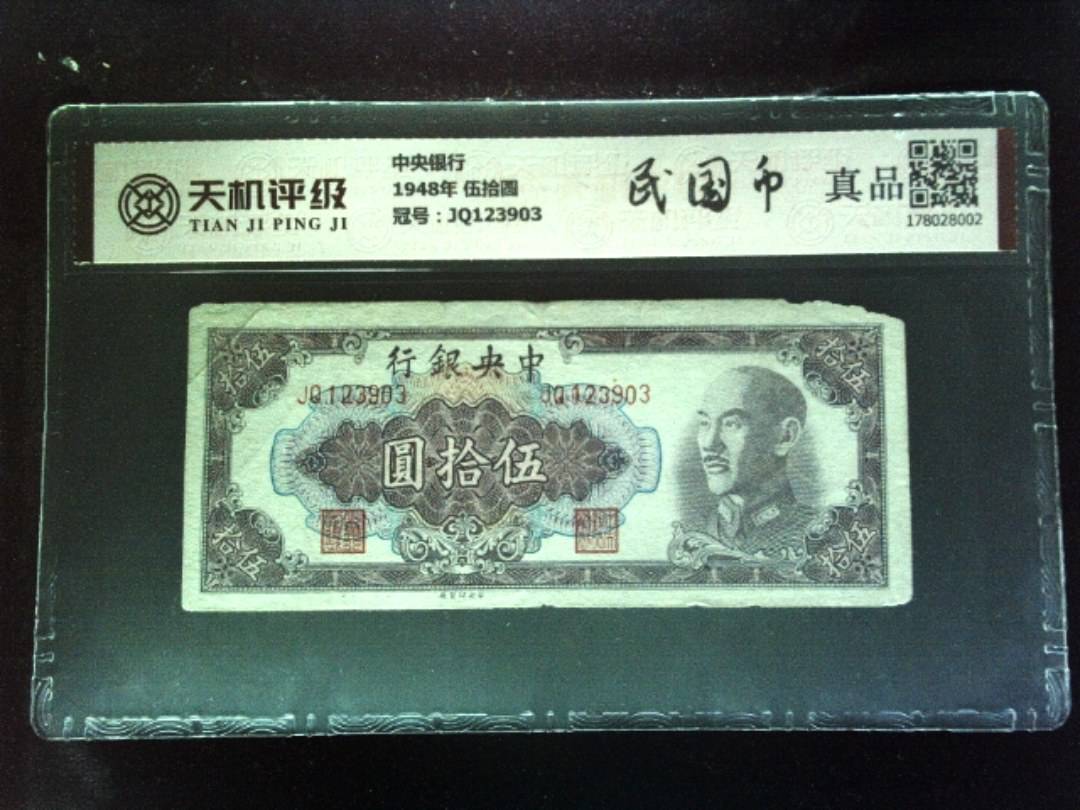 天机评级
TIAN JI PING JI
中央银行
1948年 伍拾圆
冠号：JQ123903
民国币
真品
178028002
行銀央中
JQ123903 JQ123903
圓拾伍
拾伍
拾伍
拾伍
拾伍